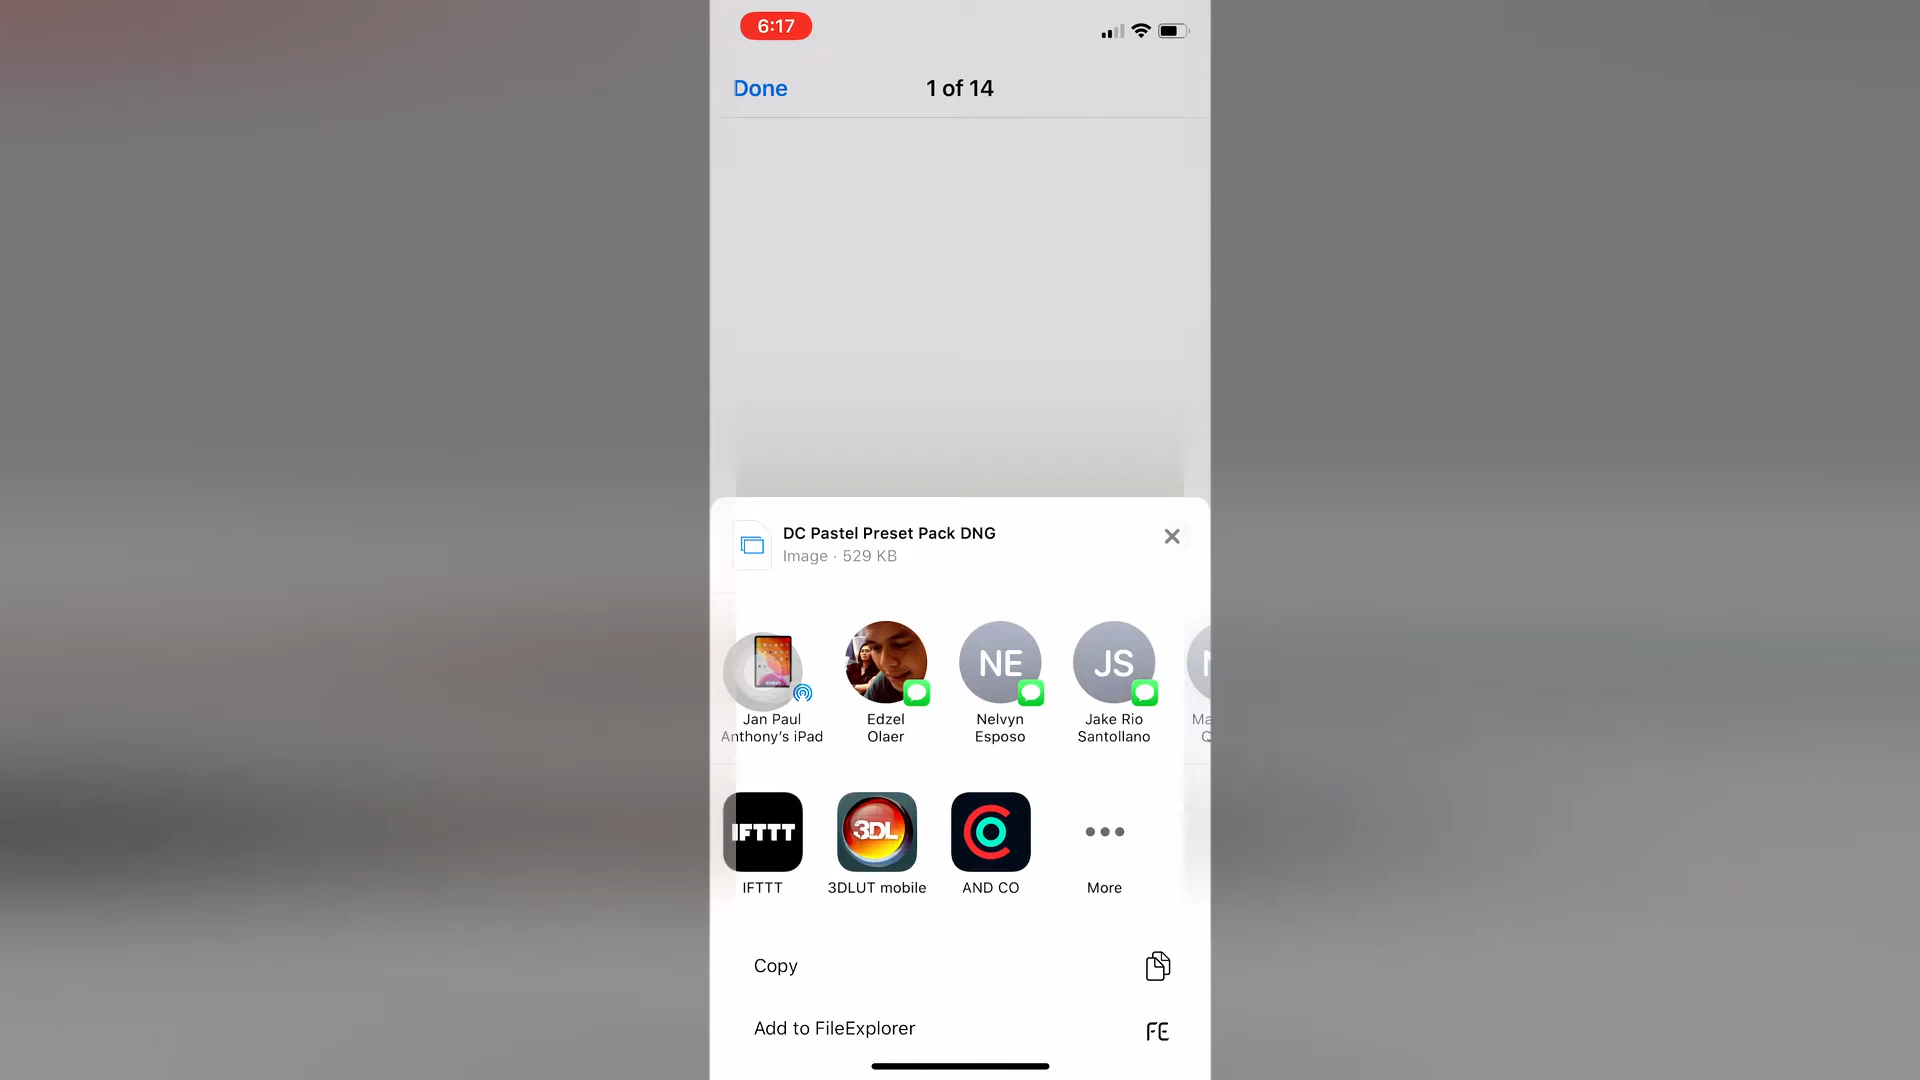 6:17
Done
1 of 14
DC Pastel Preset Pack DNG
Image · 529 KB
NE
JS
Jan Paul
Anthony's iPad
Edzel
Olaer
Nelvyn
Esposo
Jake Rio
Santollano
IFTTT
3DL
IFTTT
3DLUT mobile
AND CO
More
Copy
Add to FileExplorer
FE